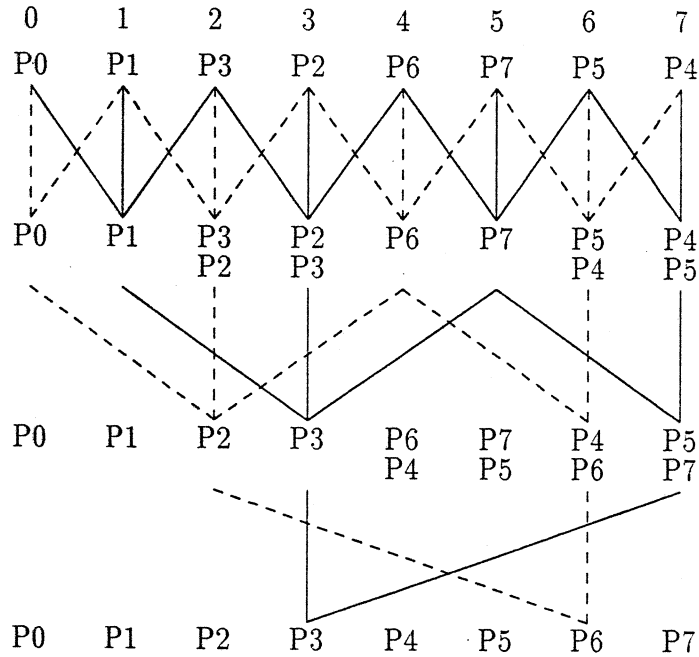 0 1 2 3 4 5 6 7
P0 P1 P3 P2 P6 P7 P5 P4
P0 P1 P3 P2 P6 P7 P5 P4
P2 P3 P4 P5
P0 P1 P2 P3 P6 P7 P4 P5
P4 P5 P6 P7
P0 P1 P2 P3 P4 P5 P6 P7